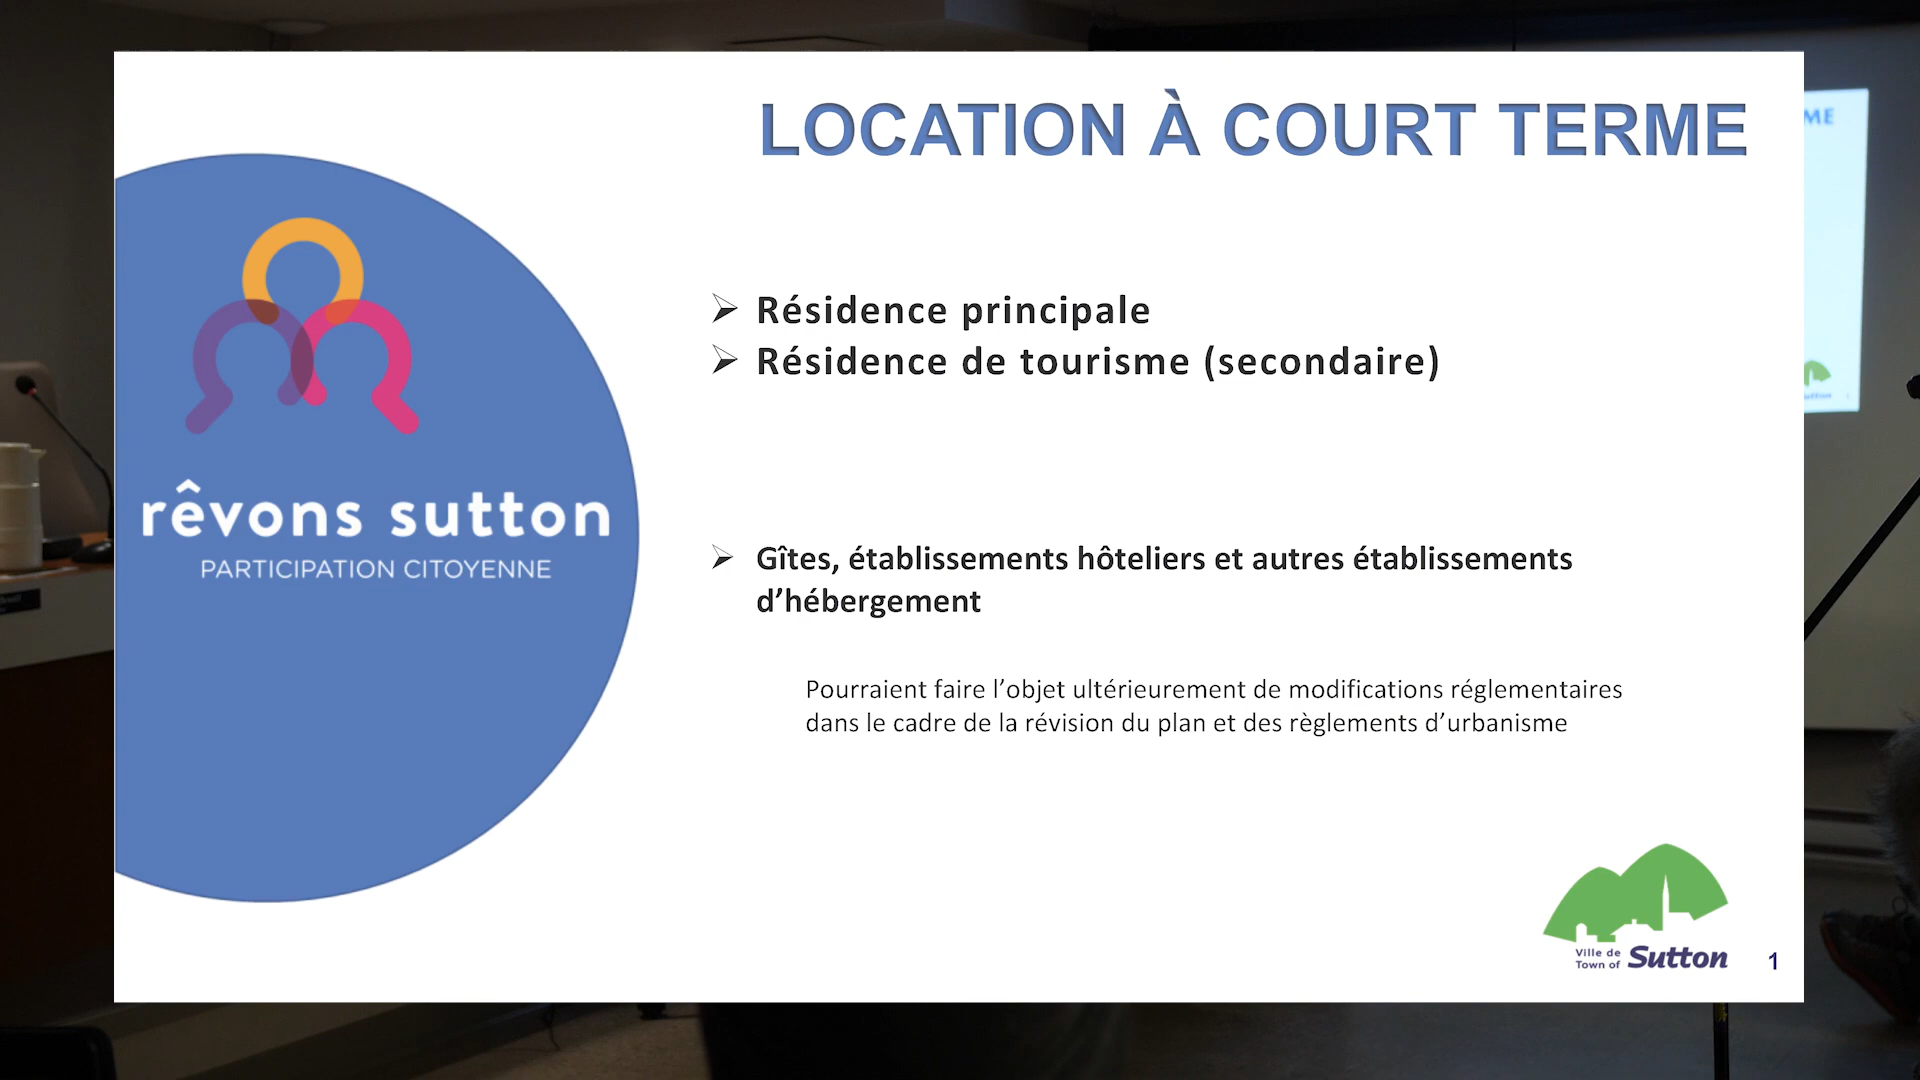 LOCATION À COURT TERME
➢ Résidence principale
➢ Résidence de tourisme (secondaire)
rêvons sutton
PARTICIPATION CITOYENNE
➢ Gîtes, établissements hôteliers et autres établissements
d’hébergement
Pourraient faire l’objet ultérieurement de modifications réglementaires
dans le cadre de la révision du plan et des règlements d’urbanisme
Ville de
Town of Sutton
1
ME